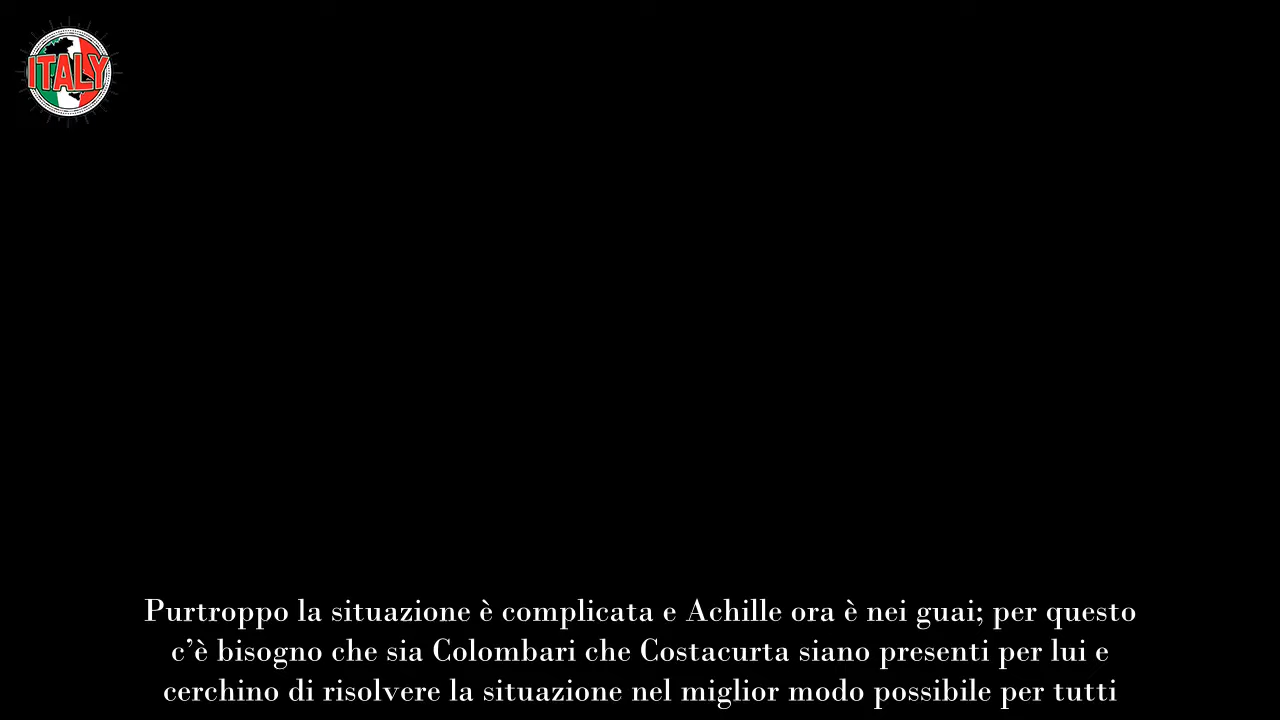 ITALY
Purtroppo la situazione è complicata e Achille ora è nei guai; per questo
c’è bisogno che sia Colombari che Costacurta siano presenti per lui e
cerchino di risolvere la situazione nel miglior modo possibile per tutti